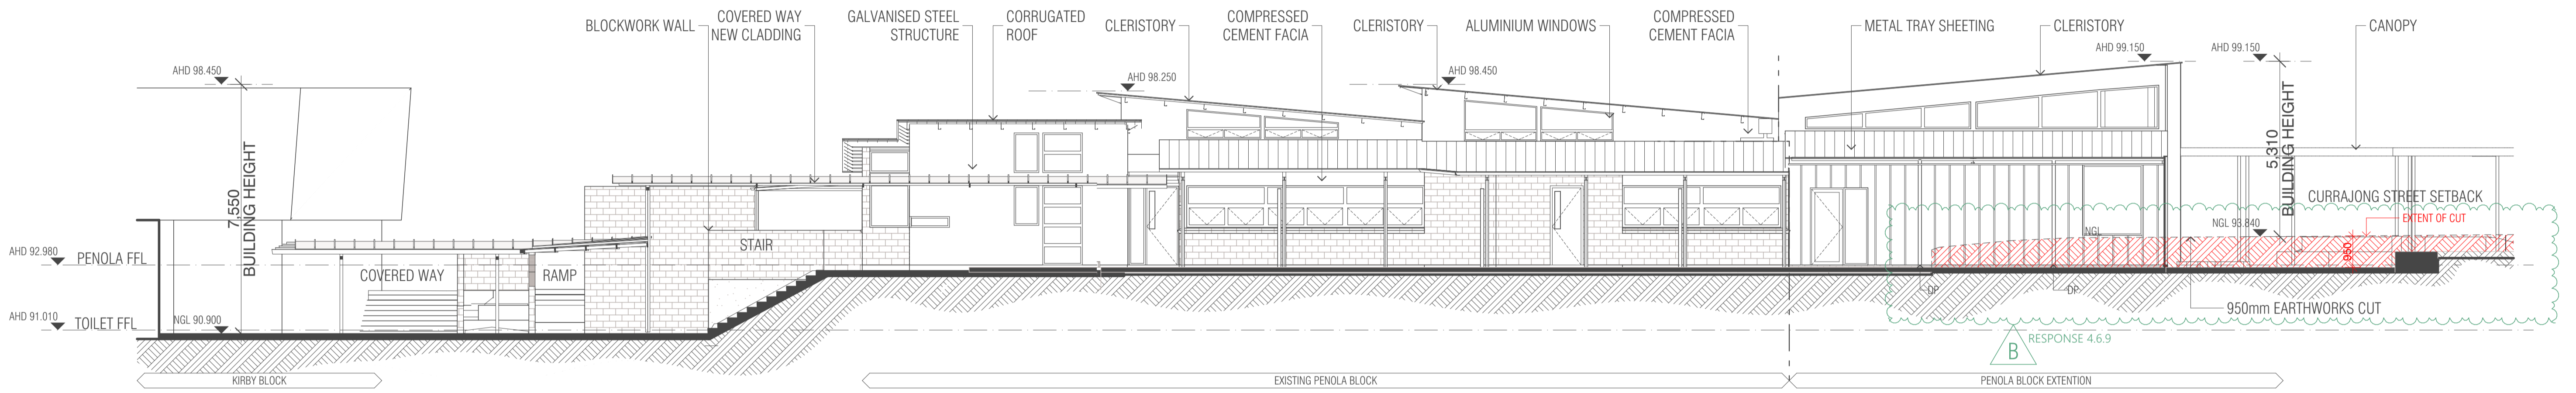 BLOCKWORK WALL
COVERED WAY
NEW CLADDING
GALVANISED STEEL
STRUCTURE
CORRUGATED
ROOF
CLERISTORY
COMPRESSED
CEMENT FACIA
CLERISTORY
ALUMINIUM WINDOWS
COMPRESSED
CEMENT FACIA
METAL TRAY SHEETING
CLERISTORY
CANOPY
AHD 98.450
AHD 98.250
AHD 98.450
AHD 99.150
AHD 99.150
7,550
BUILDING HEIGHT
5,310
BUILDING HEIGHT
CURRAJONG STREET SETBACK
EXTENT OF CUT
NGL 93.840
NGL
950
AHD 92.980
PENOLA FFL
STAIR
COVERED WAY
RAMP
DP
DP
950mm EARTHWORKS CUT
AHD 91.010
TOILET FFL
NGL 90.900
B
RESPONSE 4.6.9
KIRBY BLOCK
EXISTING PENOLA BLOCK
PENOLA BLOCK EXTENTION